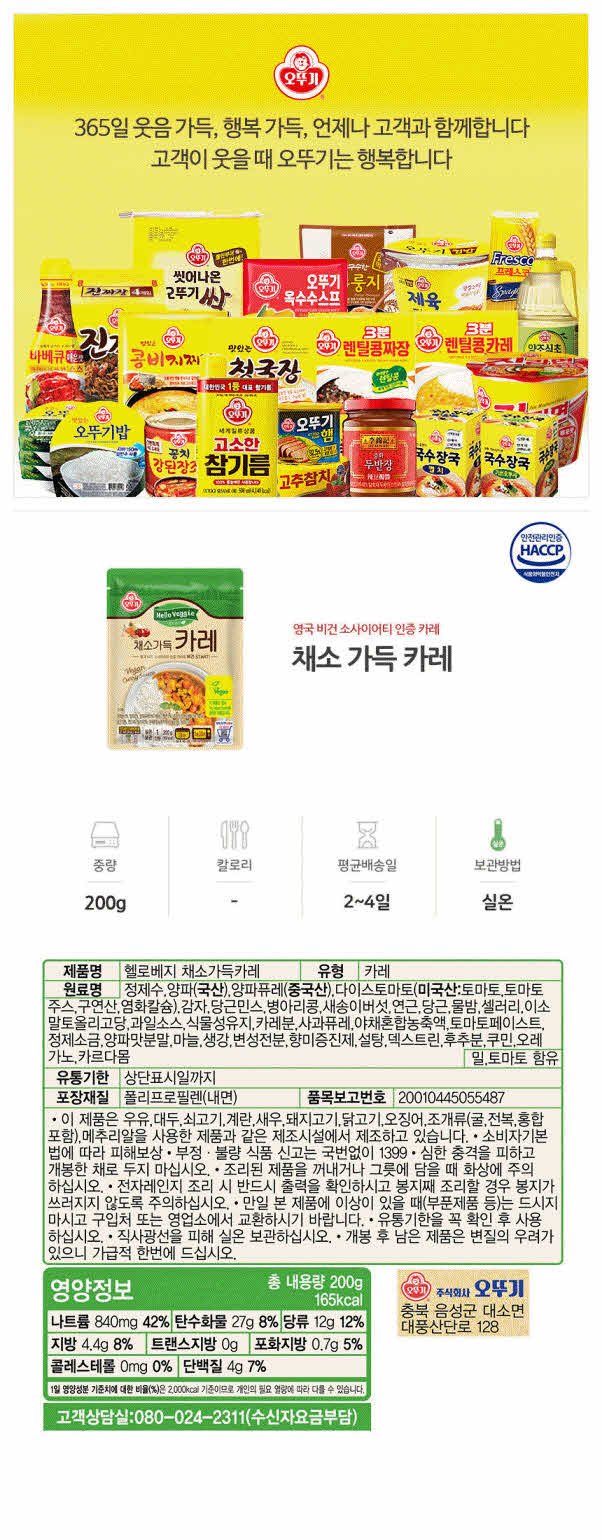 오뚜기
365일 웃음 가득, 행복 가득, 언제나 고객과 함께합니다
고객이 웃을 때 오뚜기는 행복합니다
씻어나온
오뚜기 쌀
오뚜기
옥수수스프
제육
Fresco
프레스코
진짜장
바베큐
콩비지찌개
맛있는
청국장
3분
렌틸콩짜장
3분
렌틸콩카레
양조식초
맛있는
오뚜기밥
꽁치
강된장조림
대한민국 1등 대표 참기름
세계일류상품
고소한
참기름
오뚜기
햄
고추참치
李錦記
중화
두반장
국수장국
멸치
국수장국
안전관리인증
HACCP
식품의약품안전처
오뚜기
Hello Veggie
채소가득 카레
Vegan
영국 비건 소사이어티 인증 카레
채소 가득 카레
중량
200g
칼로리
-
평균배송일
2~4일
실온
보관방법
실온
제품명 헬로베지 채소가득카레 유형 카레
원료명 정제수,양파(국산),양파퓨레(중국산),다이스토마토(미국산:토마토,토마토
주스,구연산,염화칼슘),감자,당근민스,병아리콩,새송이버섯,연근,당근,물밤,셀러리,이소
말토올리고당,과일소스,식물성유지,카레분,사과퓨레,야채혼합농축액,토마토페이스트,
정제소금,양파맛분말,마늘,생강,변성전분,향미증진제,설탕,덱스트린,후추분,쿠민,오레
가노,카르다몸
밀,토마토 함유
유통기한 상단표시일까지
포장재질 폴리프로필렌(내면) 품목보고번호 20010445055487
• 이 제품은 우유,대두,쇠고기,계란,새우,돼지고기,닭고기,오징어,조개류(굴,전복,홍합
포함),메추리알을 사용한 제품과 같은 제조시설에서 제조하고 있습니다. • 소비자기본
법에 따라 피해보상 • 부정 · 불량 식품 신고는 국번없이 1399 • 심한 충격을 피하고
개봉한 채로 두지 마십시오. • 조리된 제품을 꺼내거나 그릇에 담을 때 화상에 주의
하십시오. • 전자레인지 조리 시 반드시 출력을 확인하시고 봉지째 조리할 경우 봉지가
쓰러지지 않도록 주의하십시오. • 만일 본 제품에 이상이 있을 때(부푼제품 등)는 드시지
마시고 구입처 또는 영업소에서 교환하시기 바랍니다. • 유통기한을 꼭 확인 후 사용
하십시오. • 직사광선을 피해 실온 보관하십시오. • 개봉 후 남은 제품은 변질의 우려가
있으니 가급적 한번에 드십시오.
영양정보 총 내용량 200g
165kcal
나트륨 840mg 42% 탄수화물 27g 8% 당류 12g 12%
지방 4.4g 8% 트랜스지방 0g 포화지방 0.7g 5%
콜레스테롤 0mg 0% 단백질 4g 7%
1일 영양성분 기준치에 대한 비율(%)은 2,000kcal 기준이므로 개인의 필요 열량에 따라 다를 수 있습니다.
고객상담실:080-024-2311(수신자요금부담)
주식회사 오뚜기
충북 음성군 대소면
대풍산단로 128